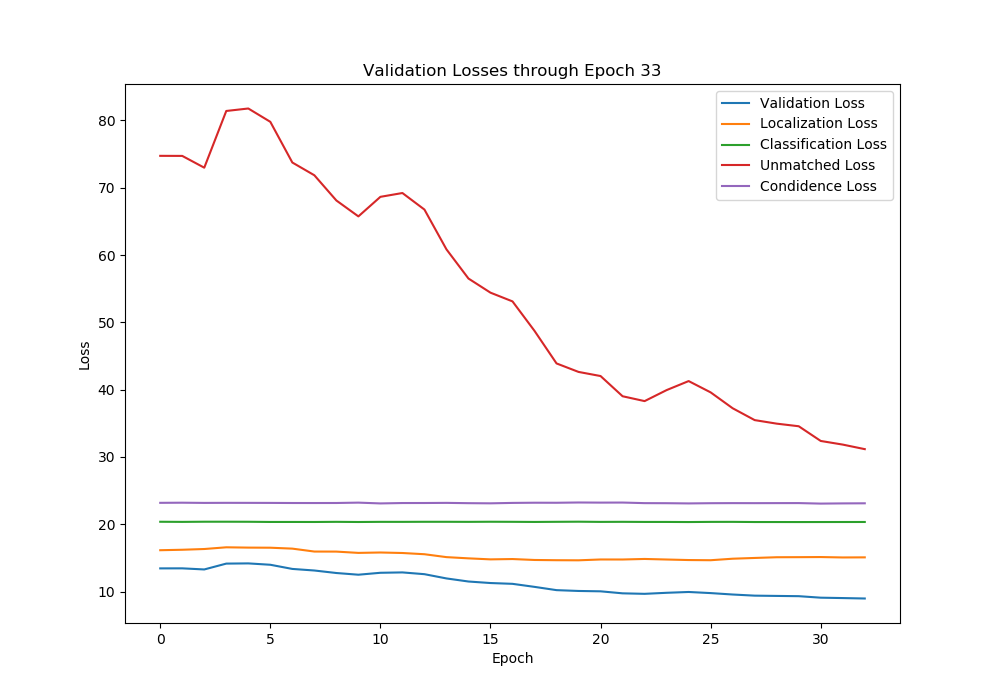 Validation Losses through Epoch 33
Validation Loss
Localization Loss
Classification Loss
Unmatched Loss
Condidence Loss
Loss
80
70
60
50
40
30
20
10
0 5 10 15 20 25 30
Epoch